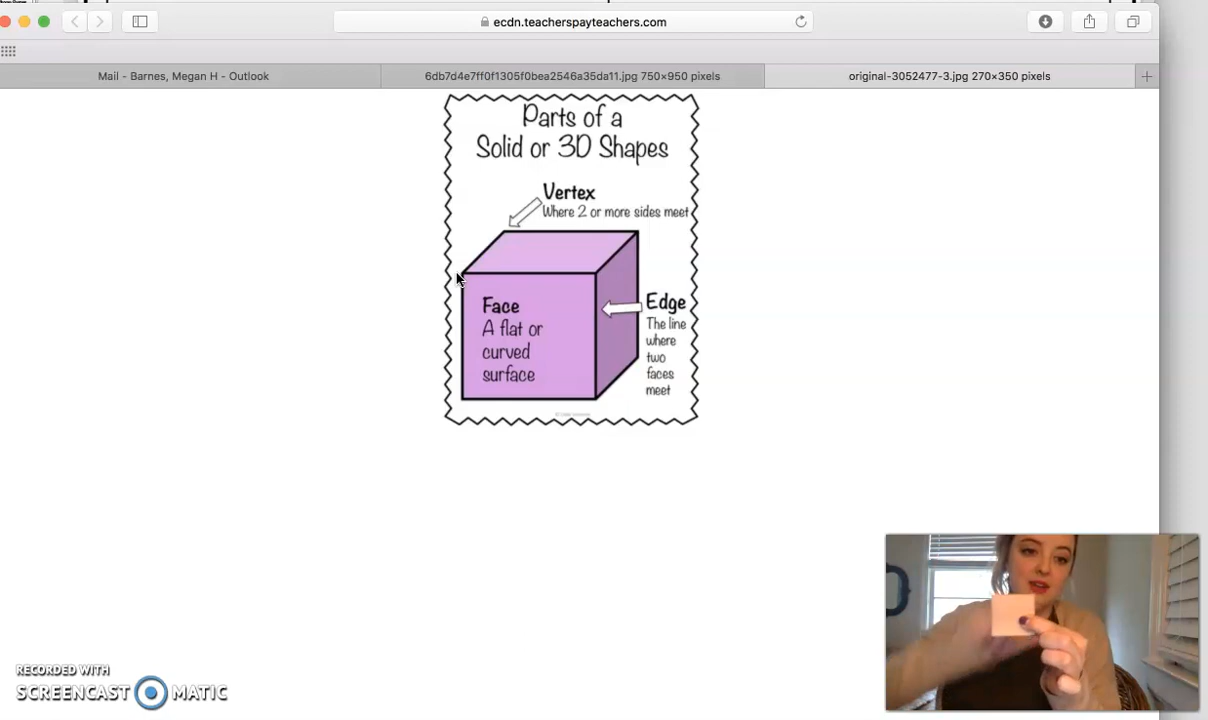 ecdn.teacherspayteachers.com
Mail - Barnes, Megan H - Outlook
6db7d4e7ff0f1305f0bea2546a35da11.jpg 750×950 pixels
original-3052477-3.jpg 270×350 pixels
Parts of a
Solid or 3D Shapes
Vertex
Where 2 or more sides meet
Face
A flat or
curved
surface
Edge
The line
where
two
faces
meet
RECORDED WITH
SCREENCAST MATIC